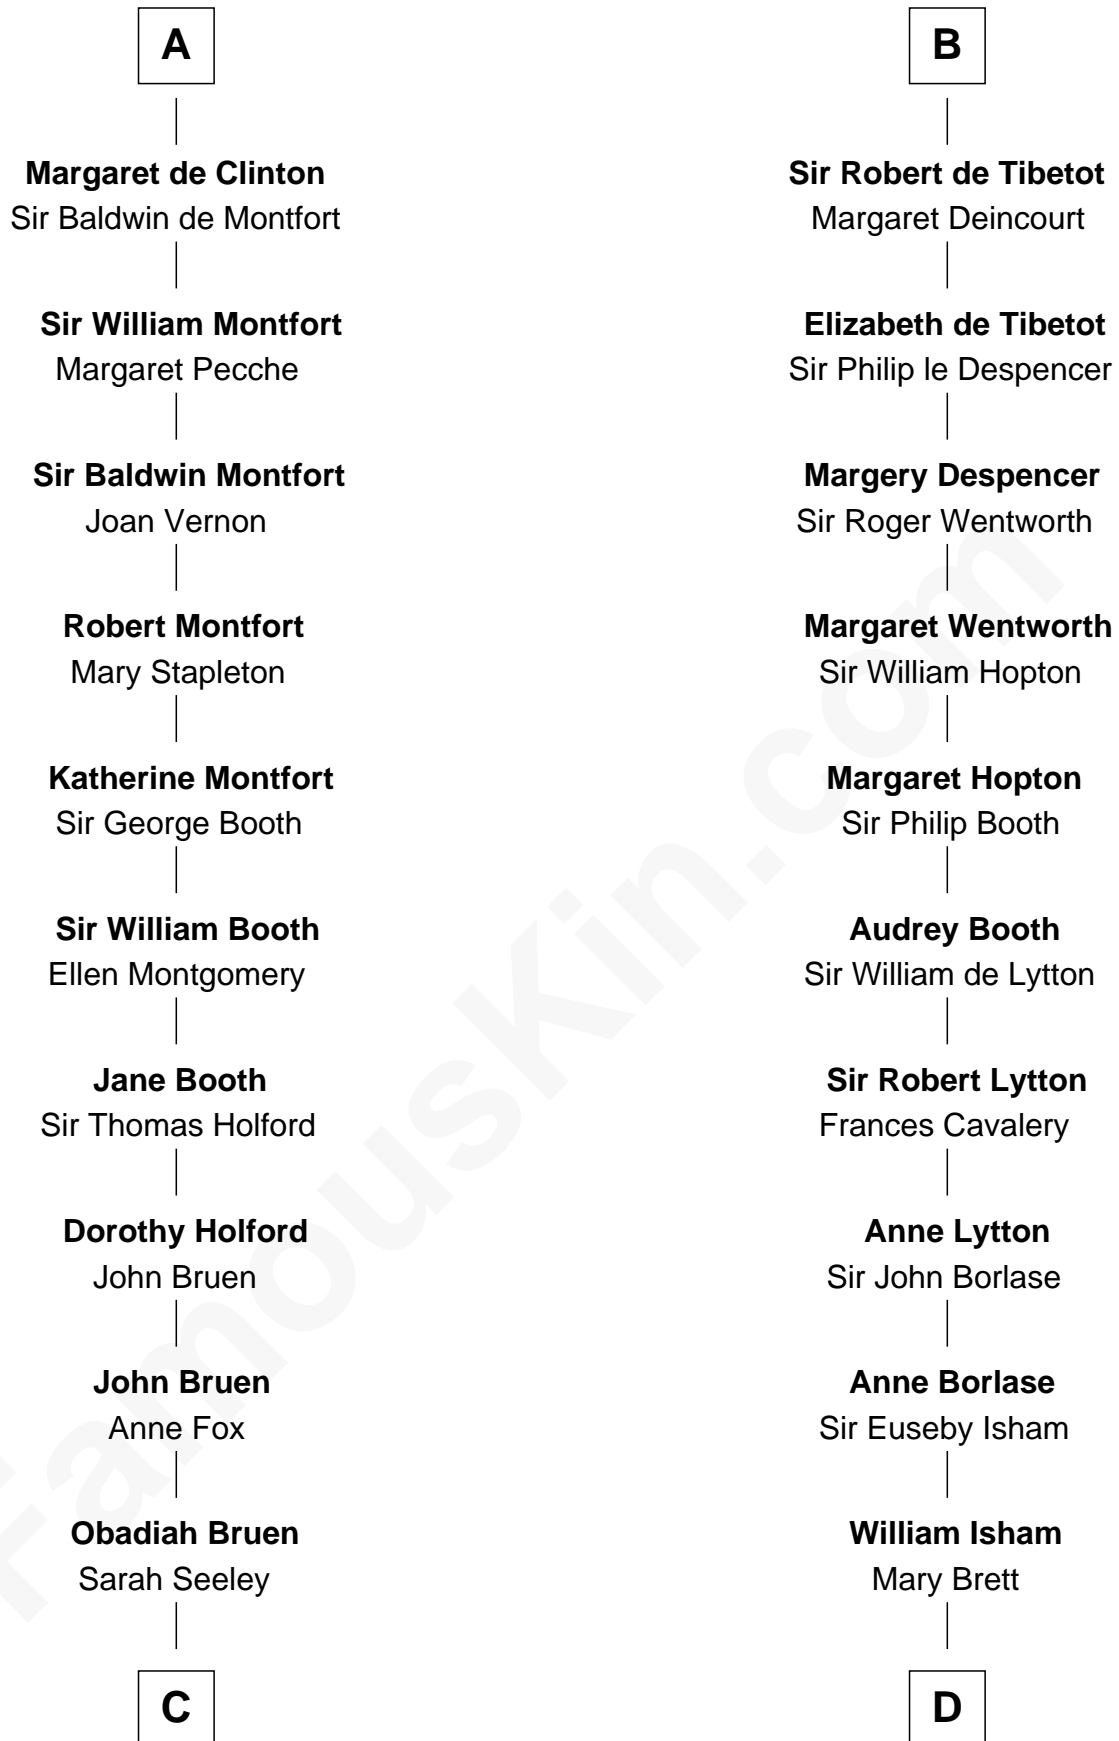 A
Margaret de Clinton
Sir Baldwin de Montfort
Sir William Montfort
Margaret Pecche
Sir Baldwin Montfort
Joan Vernon
Robert Montfort
Mary Stapleton
Katherine Montfort
Sir George Booth
Sir William Booth
Ellen Montgomery
Jane Booth
Sir Thomas Holford
Dorothy Holford
John Bruen
John Bruen
Anne Fox
Obadiah Bruen
Sarah Seeley
C
B
Sir Robert de Tibetot
Margaret Deincourt
Elizabeth de Tibetot
Sir Philip le Despencer
Margery Despencer
Sir Roger Wentworth
Margaret Wentworth
Sir William Hopton
Margaret Hopton
Sir Philip Booth
Audrey Booth
Sir William de Lytton
Sir Robert Lytton
Frances Cavalery
Anne Lytton
Sir John Borlase
Anne Borlase
Sir Euseby Isham
William Isham
Mary Brett
D
FamousKin.com